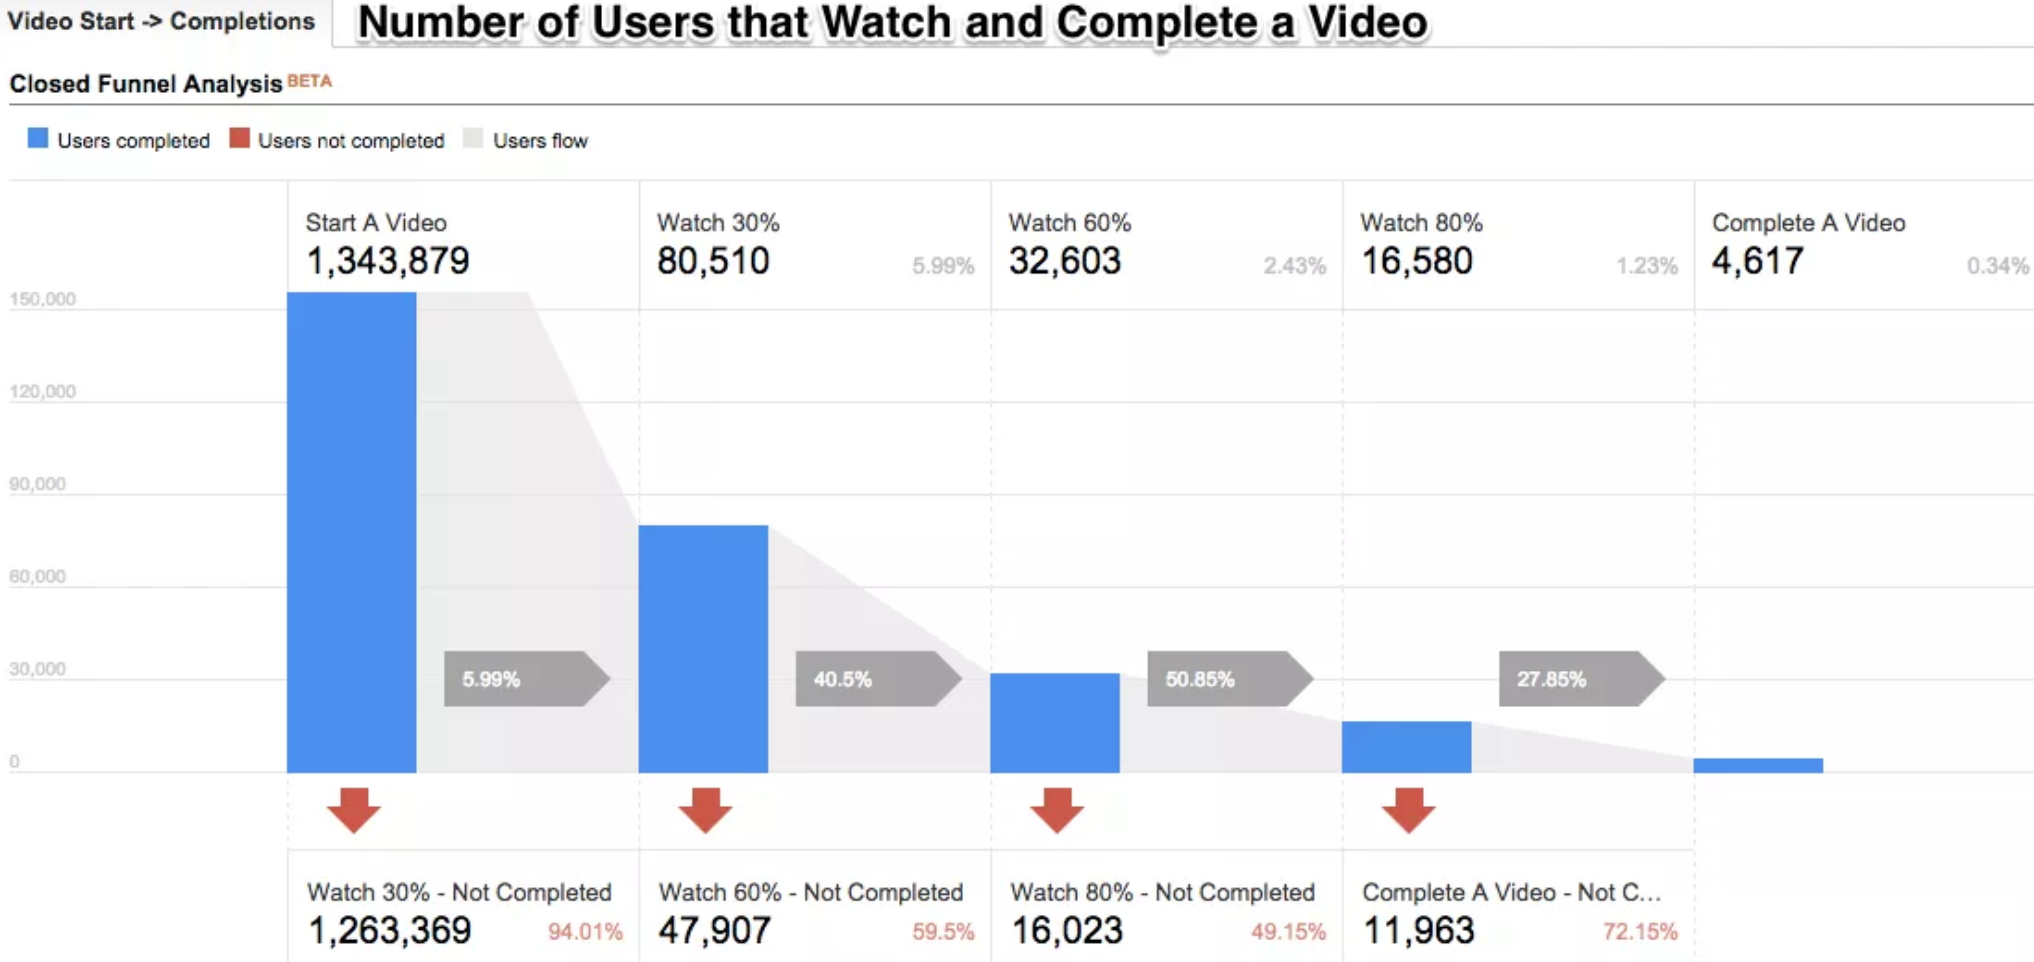 Video Start -> Completions
Number of Users that Watch and Complete a Video
Closed Funnel Analysis BETA
Users completed Users not completed Users flow
Start A Video Watch 30% Watch 60% Watch 80% Complete A Video
1,343,879 80,510 5.99% 32,603 2.43% 16,580 1.23% 4,617 0.34%
150,000
120,000
90,000
60,000
30,000
5.99% 40.5% 50.85% 27.85%
0
Watch 30% - Not Completed Watch 60% - Not Completed Watch 80% - Not Completed Complete A Video - Not C...
1,263,369 94.01% 47,907 59.5% 16,023 49.15% 11,963 72.15%